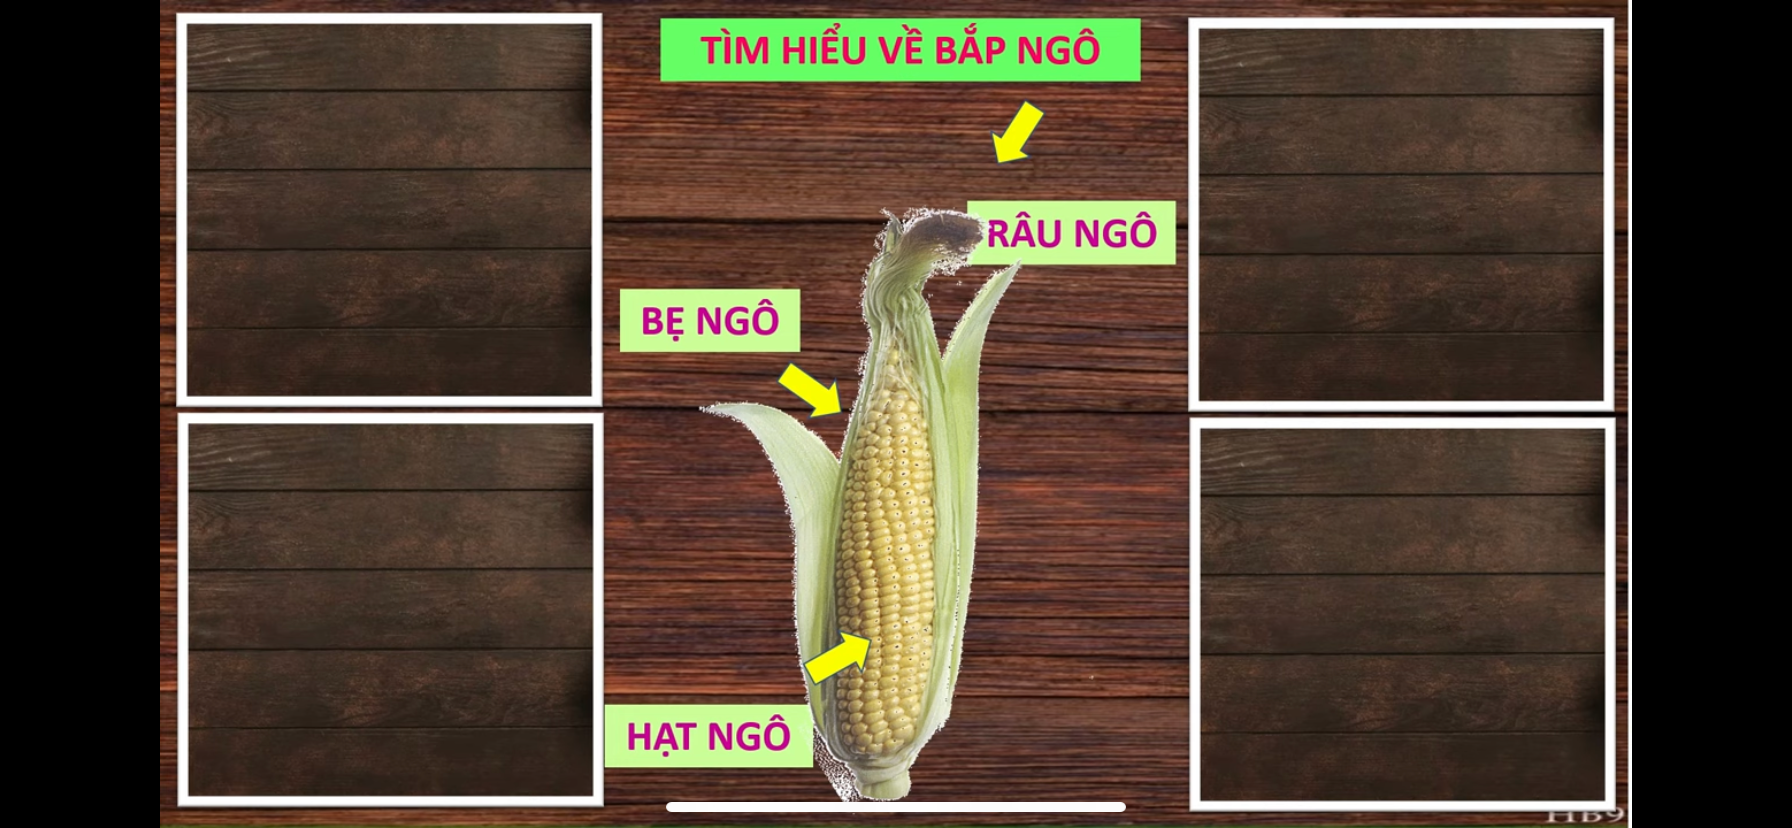 TÌM HIỂU VỀ BẮP NGÔ
RÂU NGÔ
BẸ NGÔ
HẠT NGÔ